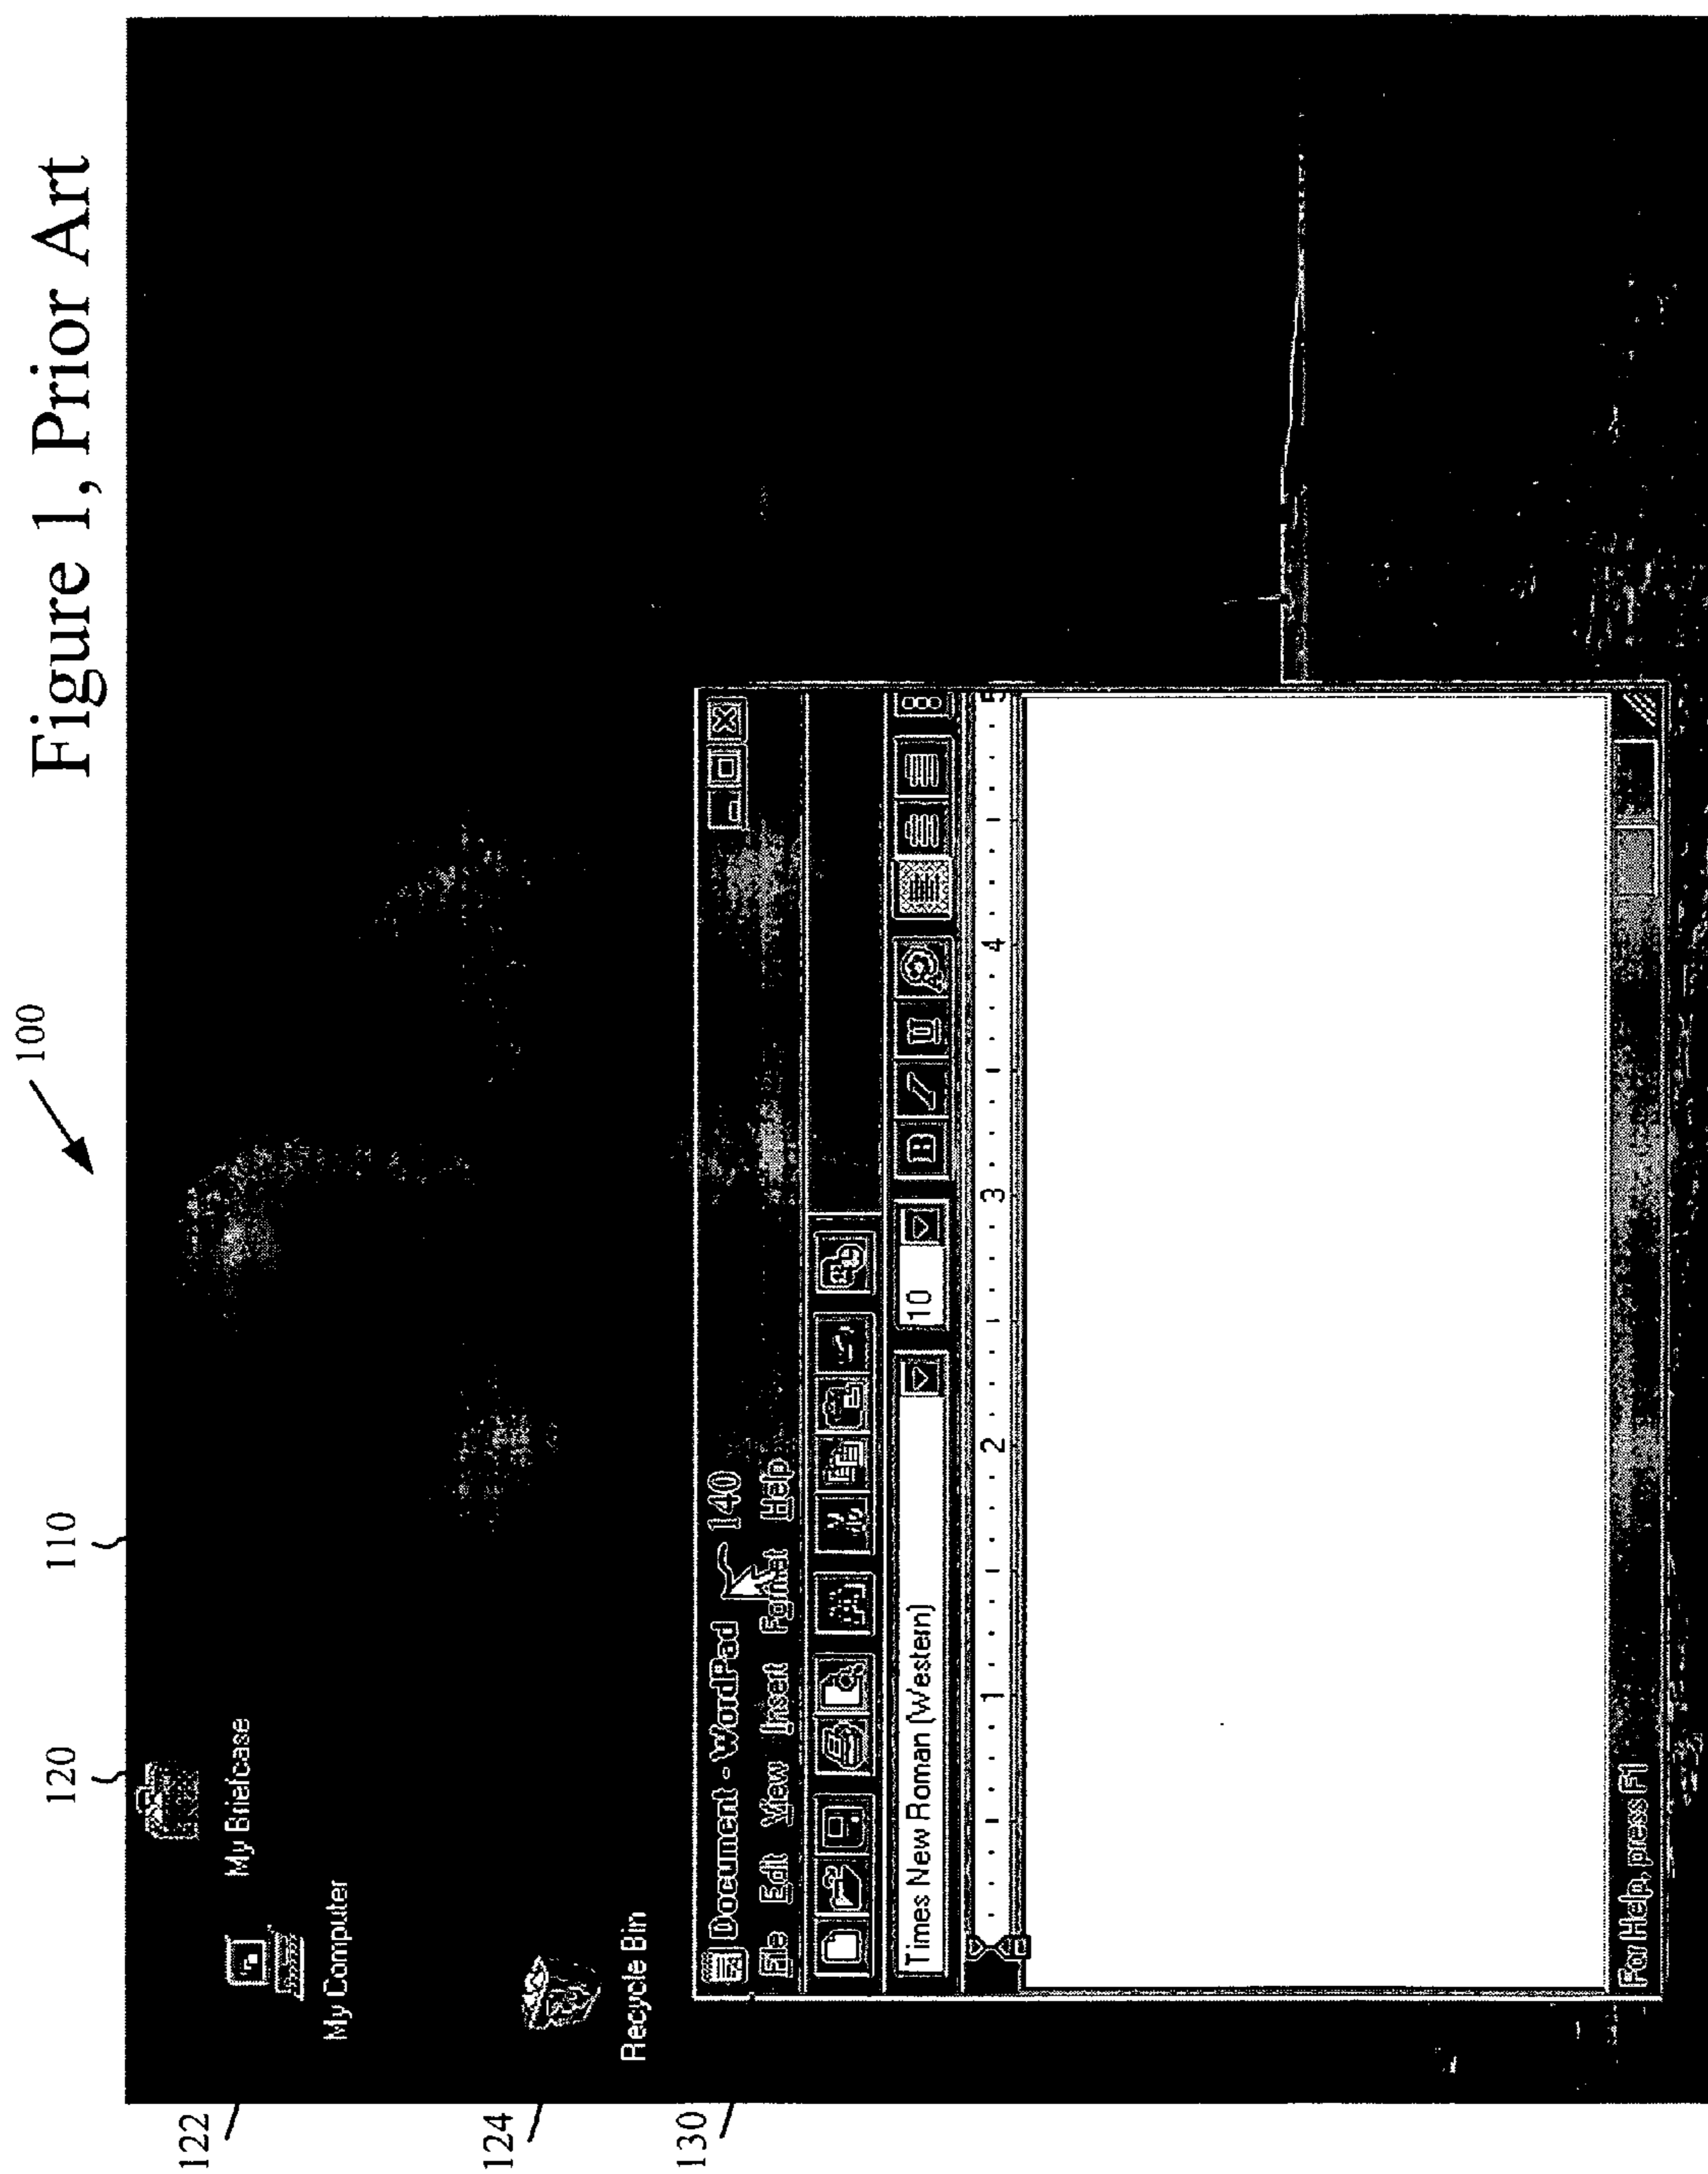 Figure 1, Prior Art
100
110
120
My Briefcase
122
My Computer
124
Recycle Bin
130
Document - WordPad
140
File Edit View Insert Format Help
Times New Roman (Western)
10
B I U
1 2 3 4 5
For Help, press F1